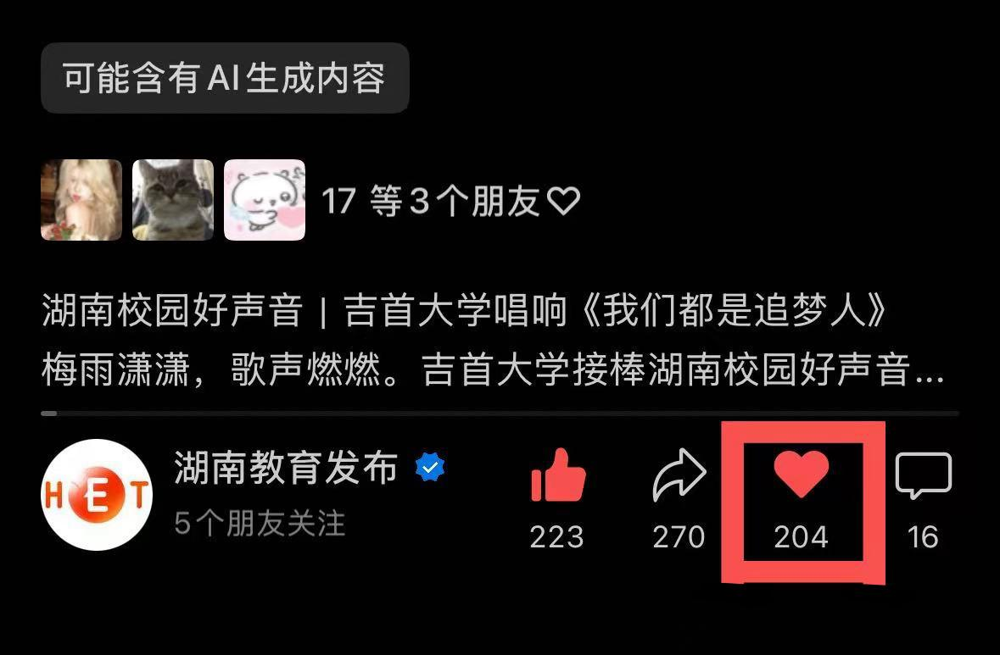 可能含有AI生成内容
17 等3个朋友♡
湖南校园好声音 | 吉首大学唱响《我们都是追梦人》
梅雨潇潇，歌声燃燃。吉首大学接棒湖南校园好声音...
HET
湖南教育发布
5个朋友关注
223
270
204
16